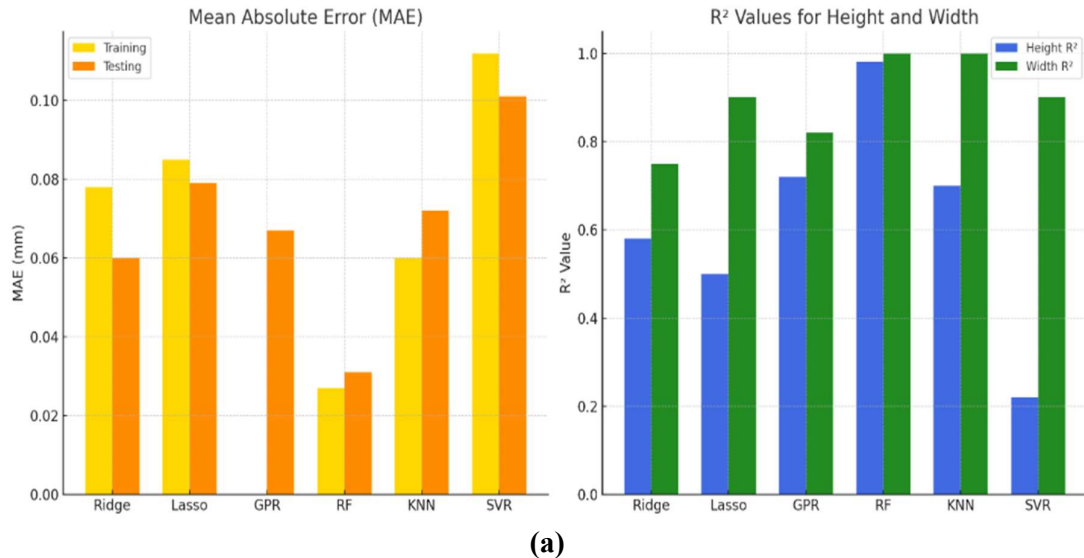 Mean Absolute Error (MAE)
Training
Testing
MAE (mm)
0.10
0.08
0.06
0.04
0.02
0.00
Ridge Lasso GPR RF KNN SVR
R² Values for Height and Width
Height R²
Width R²
R² Value
1.0
0.8
0.6
0.4
0.2
0.0
Ridge Lasso GPR RF KNN SVR
(a)